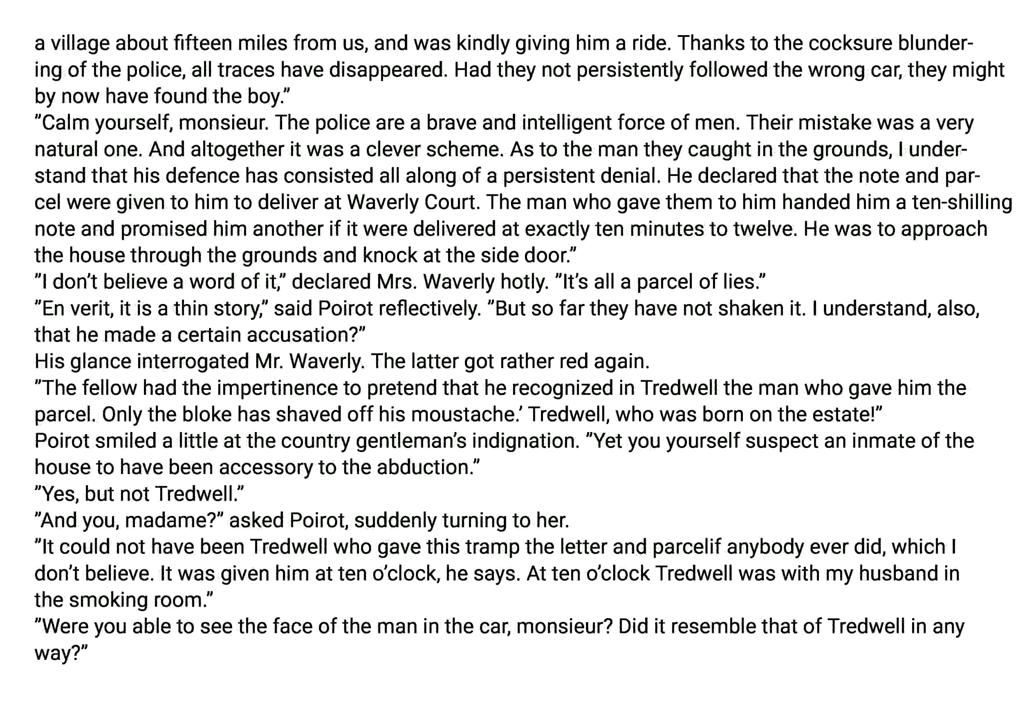 a village about fifteen miles from us, and was kindly giving him a ride. Thanks to the cocksure blunder-
ing of the police, all traces have disappeared. Had they not persistently followed the wrong car, they might
by now have found the boy.”
”Calm yourself, monsieur. The police are a brave and intelligent force of men. Their mistake was a very
natural one. And altogether it was a clever scheme. As to the man they caught in the grounds, I under-
stand that his defence has consisted all along of a persistent denial. He declared that the note and par-
cel were given to him to deliver at Waverly Court. The man who gave them to him handed him a ten-shilling
note and promised him another if it were delivered at exactly ten minutes to twelve. He was to approach
the house through the grounds and knock at the side door.”
”I don’t believe a word of it,” declared Mrs. Waverly hotly. ”It’s all a parcel of lies.”
”En verit, it is a thin story,” said Poirot reflectively. ”But so far they have not shaken it. I understand, also,
that he made a certain accusation?”
His glance interrogated Mr. Waverly. The latter got rather red again.
”The fellow had the impertinence to pretend that he recognized in Tredwell the man who gave him the
parcel. Only the bloke has shaved off his moustache.’ Tredwell, who was born on the estate!”
Poirot smiled a little at the country gentleman’s indignation. ”Yet you yourself suspect an inmate of the
house to have been accessory to the abduction.”
”Yes, but not Tredwell.”
”And you, madame?” asked Poirot, suddenly turning to her.
”It could not have been Tredwell who gave this tramp the letter and parcelif anybody ever did, which I
don’t believe. It was given him at ten o’clock, he says. At ten o’clock Tredwell was with my husband in
the smoking room.”
”Were you able to see the face of the man in the car, monsieur? Did it resemble that of Tredwell in any
way?”